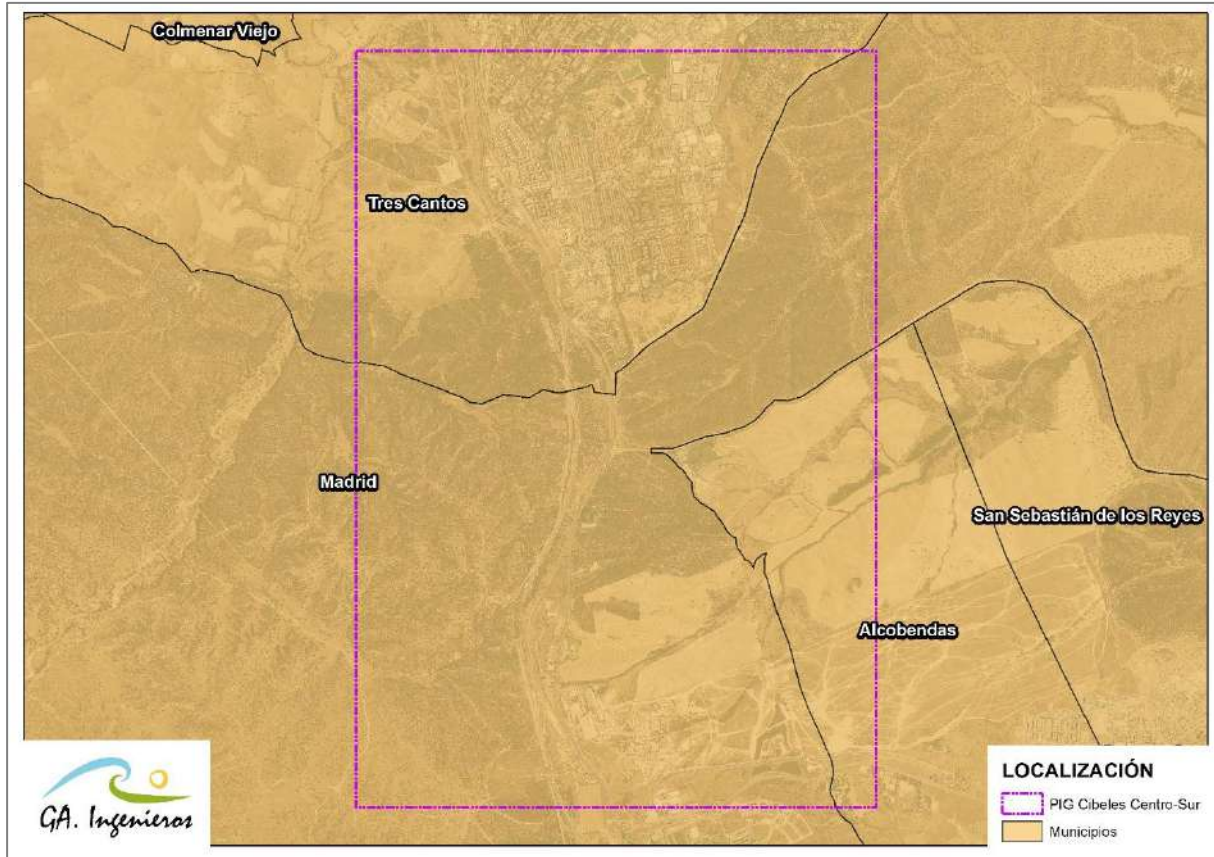 Colmenar Viejo
Tres Cantos
Madrid
San Sebastián de los Reyes
Alcobendas
GA. Ingenieros
LOCALIZACIÓN
PIG Cibeles Centro-Sur
Municipios